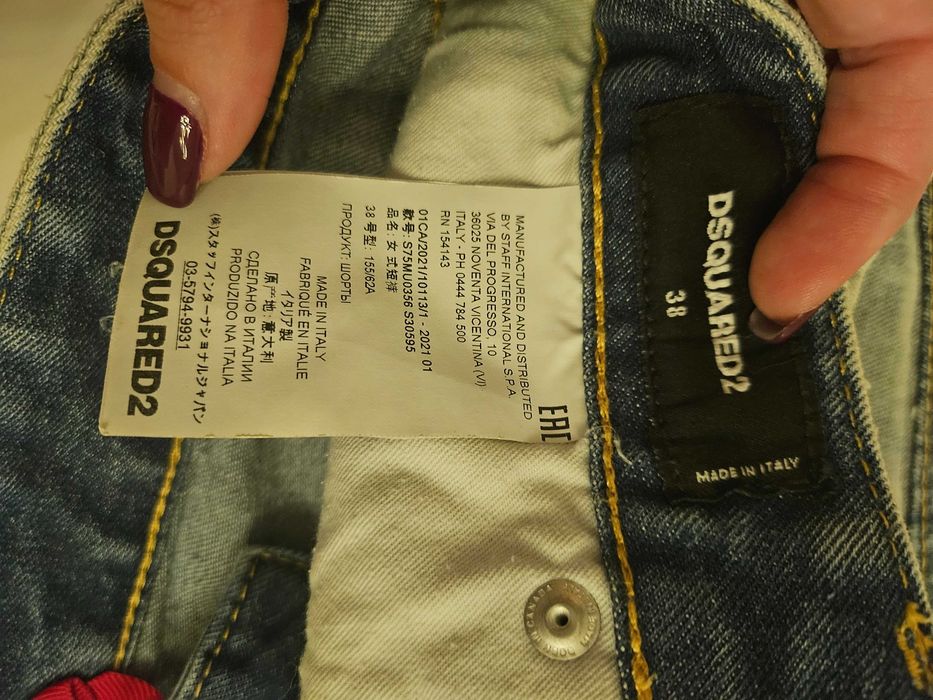 MANUFACTURED AND DISTRIBUTED
BY STAFF INTERNATIONAL S.P.A.
VIA DEL PROGRESSO, 10
36025 NOVENTA VICENTINA (VI)
ITALY - PH 0444 784 500
RN 154143
01CA/2021/10113/1 - 2021 01
款号: S75MU0355 S30595
品名: 女式短裤
38 号型: 155/62A
ПРОДУКТ: ШОРТЫ
EAC
MADE IN ITALY
FABRIQUÉ EN ITALIE
イタリア製
原产地: 意大利
СДЕЛАНО В ИТАЛИИ
PRODUZIDO NA ITALIA
(株)スタッフインターナショナルジャパン
03-5794-9931
DSQUARED2
DSQUARED2
38
MADE IN ITALY